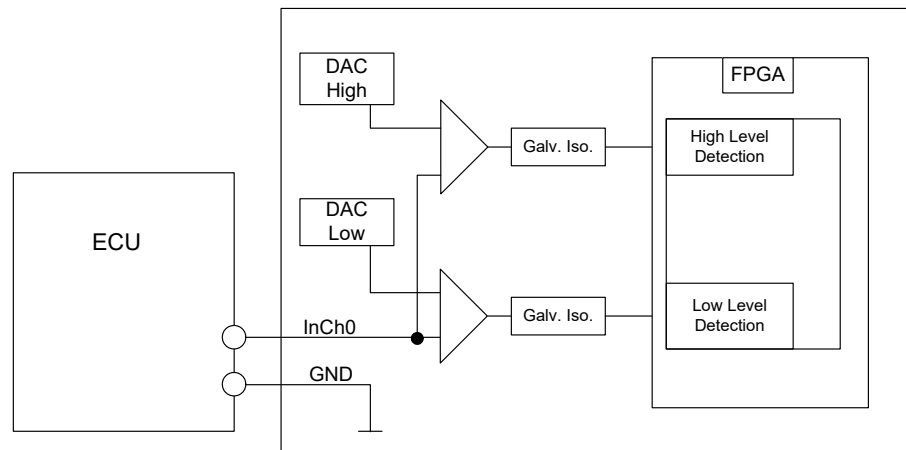 DAC
High
FPGA
Galv. Iso.
High Level
Detection
DAC
Low
ECU
InCh0
Galv. Iso.
Low Level
Detection
GND